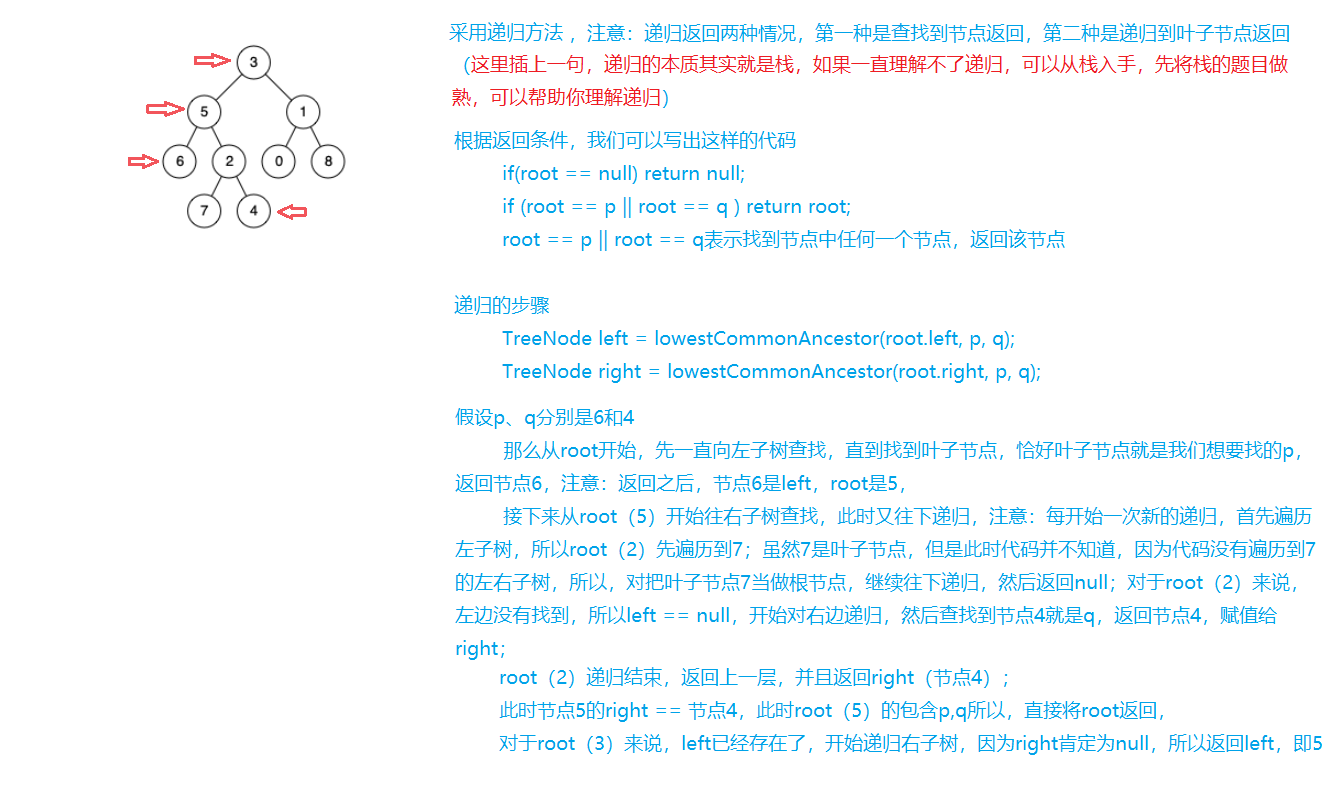 3
5
1
6
2
0
8
7
4
采用递归方法 ，注意：递归返回两种情况，第一种是查找到节点返回，第二种是递归到叶子节点返回
（这里插上一句，递归的本质其实就是栈，如果一直理解不了递归，可以从栈入手，先将栈的题目做
熟，可以帮助你理解递归）
根据返回条件，我们可以写出这样的代码
if(root == null) return null;
if (root == p || root == q ) return root;
root == p || root == q表示找到节点中任何一个节点，返回该节点
递归的步骤
TreeNode left = lowestCommonAncestor(root.left, p, q);
TreeNode right = lowestCommonAncestor(root.right, p, q);
假设p、q分别是6和4
那么从root开始，先一直向左子树查找，直到找到叶子节点，恰好叶子节点就是我们想要找的p，
返回节点6，注意：返回之后，节点6是left，root是5，
接下来从root（5）开始往右子树查找，此时又往下递归，注意：每开始一次新的递归，首先遍历
左子树，所以root（2）先遍历到7；虽然7是叶子节点，但是此时代码并不知道，因为代码没有遍历到7
的左右子树，所以，对把叶子节点7当做根节点，继续往下递归，然后返回null；对于root（2）来说，
左边没有找到，所以left == null，开始对右边递归，然后查找到节点4就是q，返回节点4，赋值给
right；
root（2）递归结束，返回上一层，并且返回right（节点4）；
此时节点5的right == 节点4，此时root（5）的包含p,q所以，直接将root返回，
对于root（3）来说，left已经存在了，开始递归右子树，因为right肯定为null，所以返回left，即5